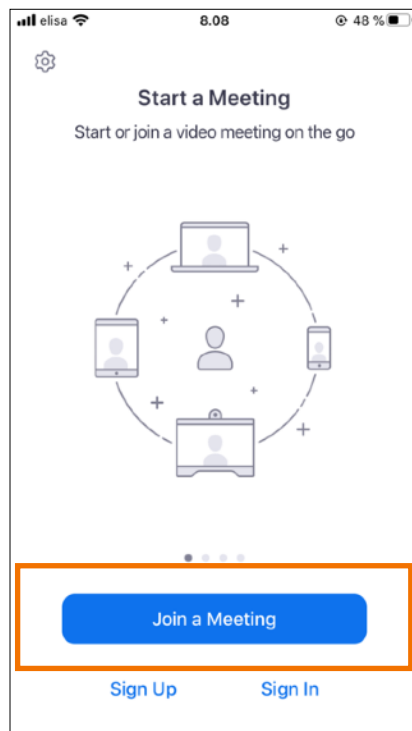 elisa 8.08 48 %
Start a Meeting
Start or join a video meeting on the go
Join a Meeting
Sign Up Sign In